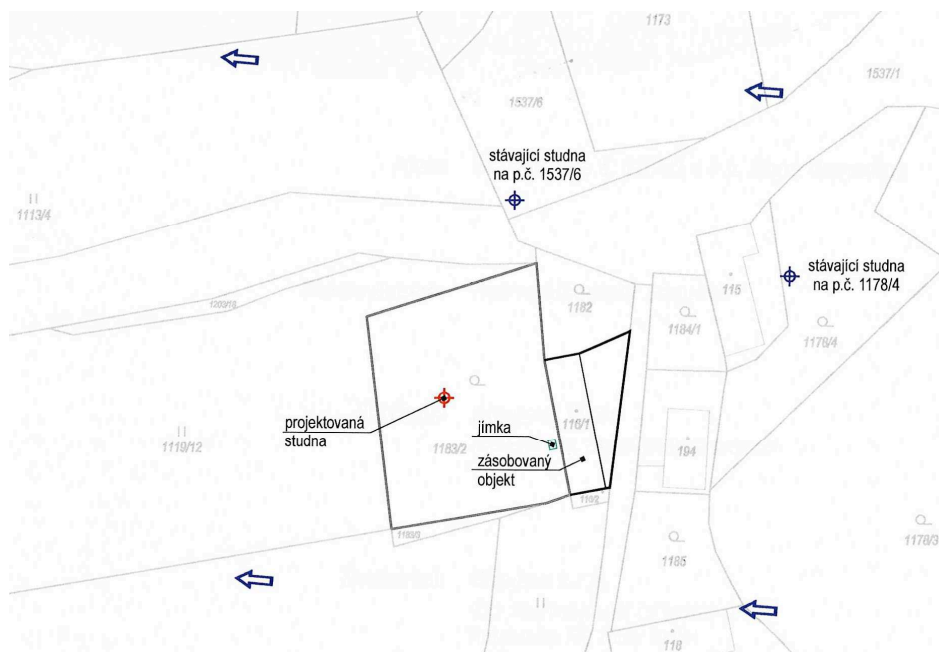 1173
1537/1
1537/6
stávající studna
na p.č. 1537/6
1113/4
stávající studna
na p.č. 1178/4
115
1182
1184/1
1178/4
projektovaná
studna
jímka
116/1
1119/12
1183/2
zásobovaný
objekt
194
1183/3
1178/3
1185
118